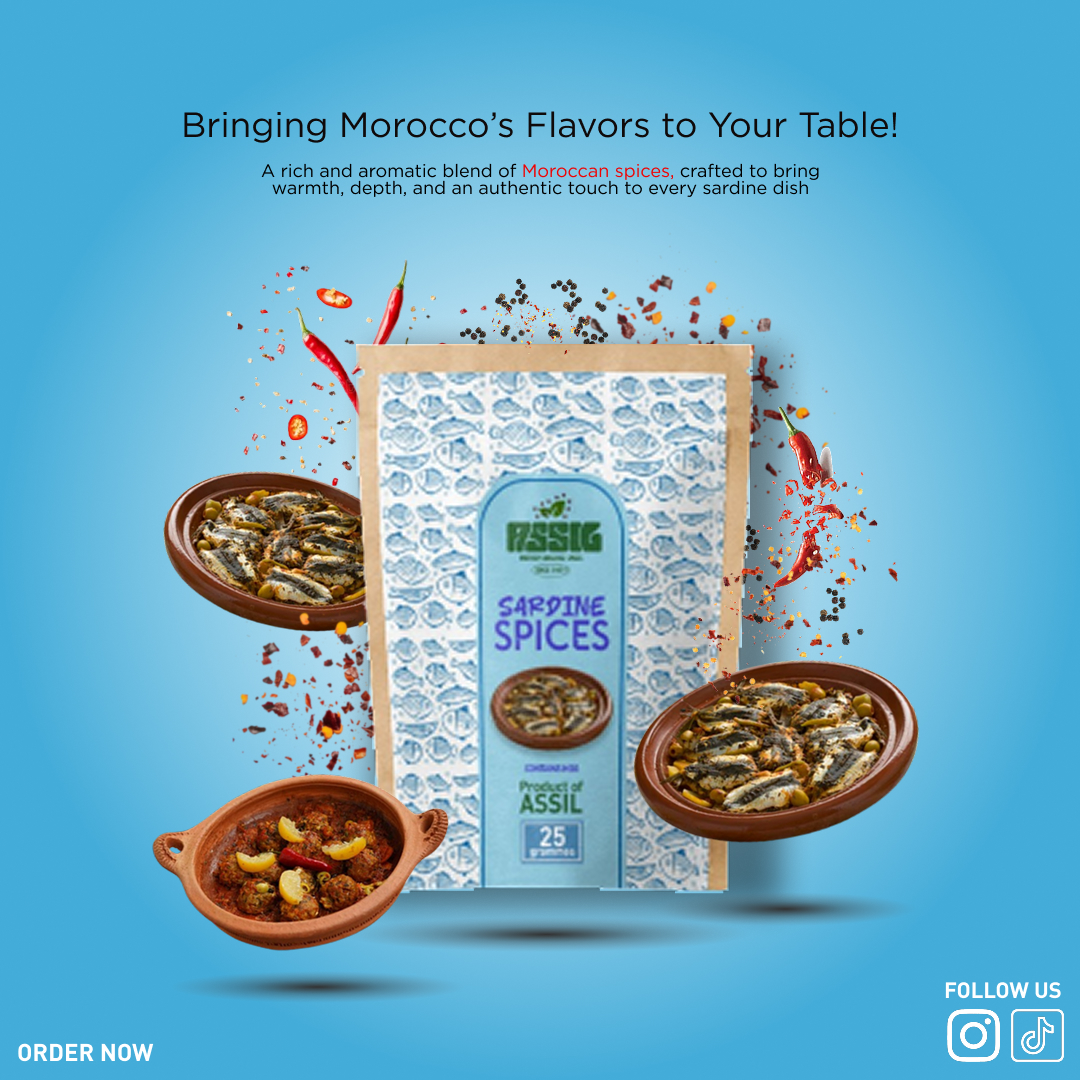 Bringing Morocco’s Flavors to Your Table!
A rich and aromatic blend of Moroccan spices, crafted to bring
warmth, depth, and an authentic touch to every sardine dish
ASSIL
SARDINE
SPICES
Product of
ASSIL
25
grammes
FOLLOW US
ORDER NOW